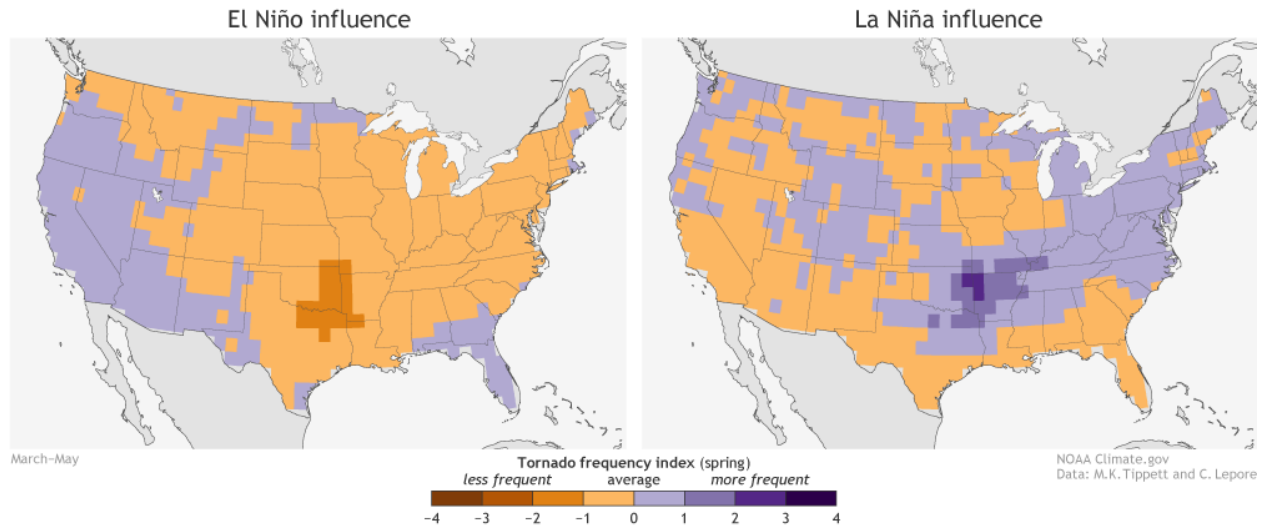 El Niño influence
La Niña influence
March–May
NOAA Climate.gov
Data: M.K. Tippett and C. Lepore
Tornado frequency index (spring)
less frequent average more frequent
−4 −3 −2 −1 0 1 2 3 4